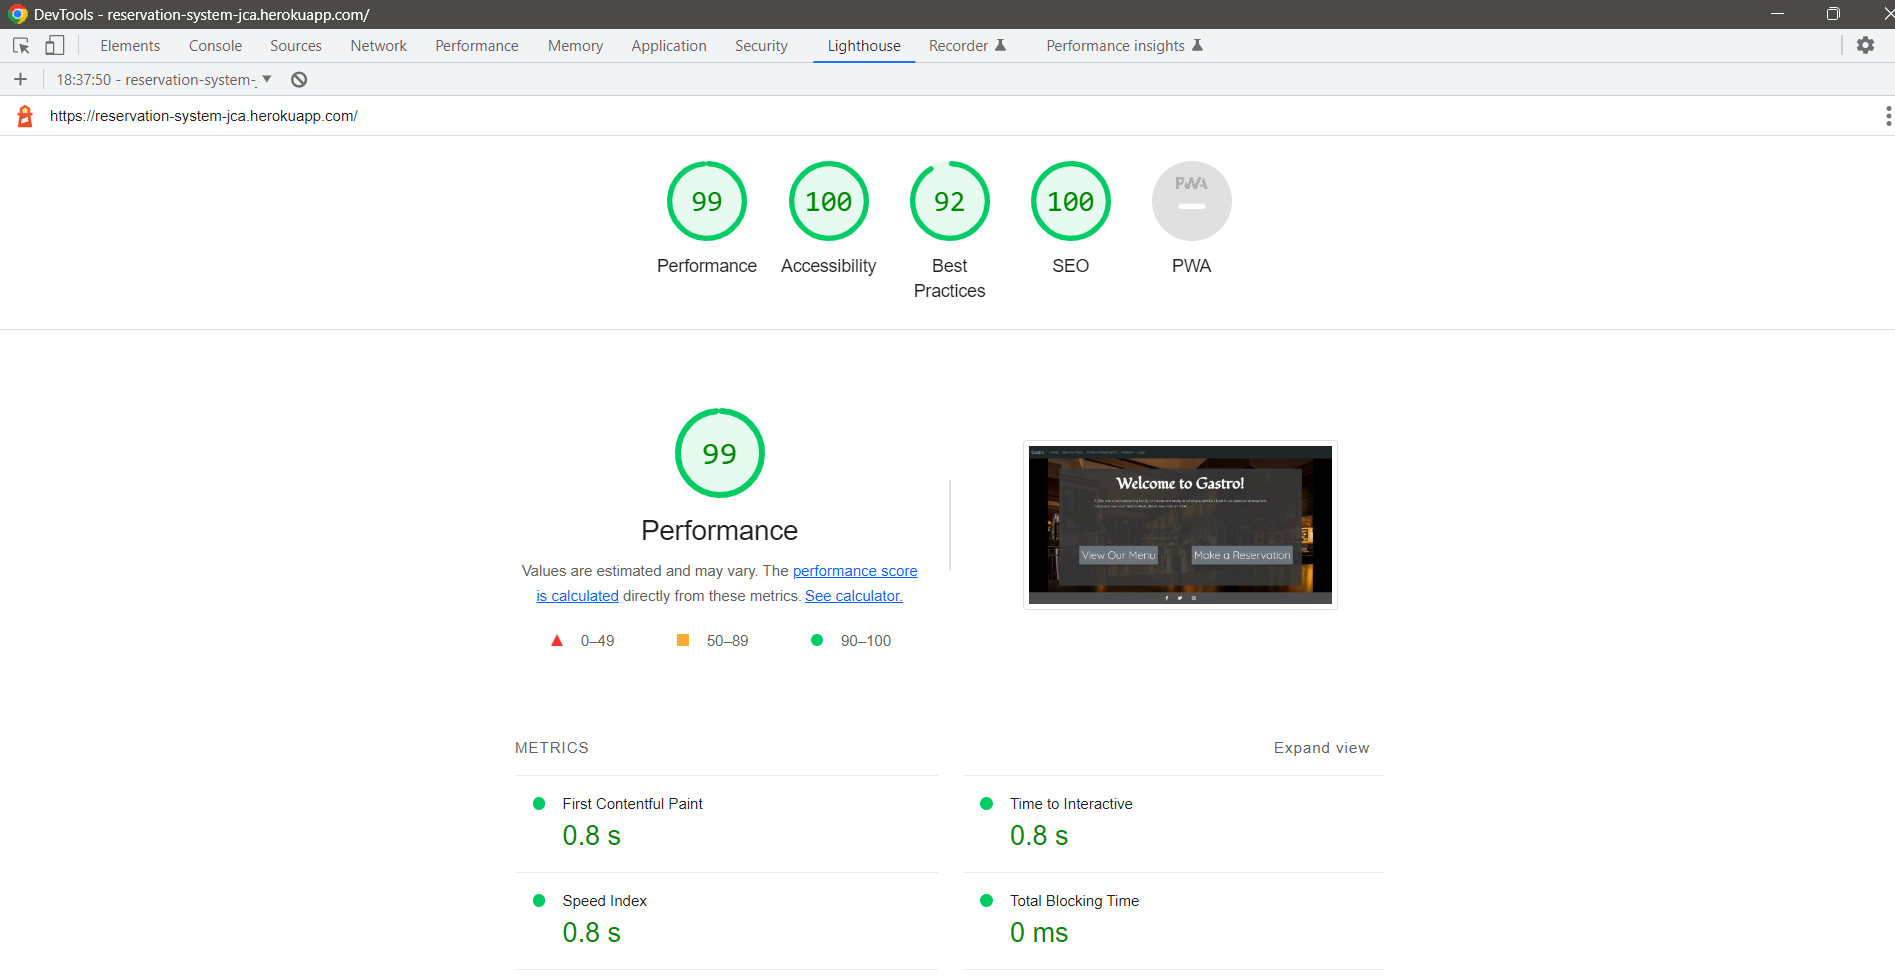 DevTools - reservation-system-jca.herokuapp.com/
Elements Console Sources Network Performance Memory Application Security Lighthouse Recorder Performance insights
18:37:50 - reservation-system-
https://reservation-system-jca.herokuapp.com/
99 100 92 100 PWA
Performance Accessibility Best Practices SEO PWA
99
Performance
Values are estimated and may vary. The performance score
is calculated directly from these metrics. See calculator.
0–49 50–89 90–100
Gastro
Welcome to Gastro!
View Our Menu Make a Reservation
METRICS Expand view
First Contentful Paint Time to Interactive
0.8 s 0.8 s
Speed Index Total Blocking Time
0.8 s 0 ms